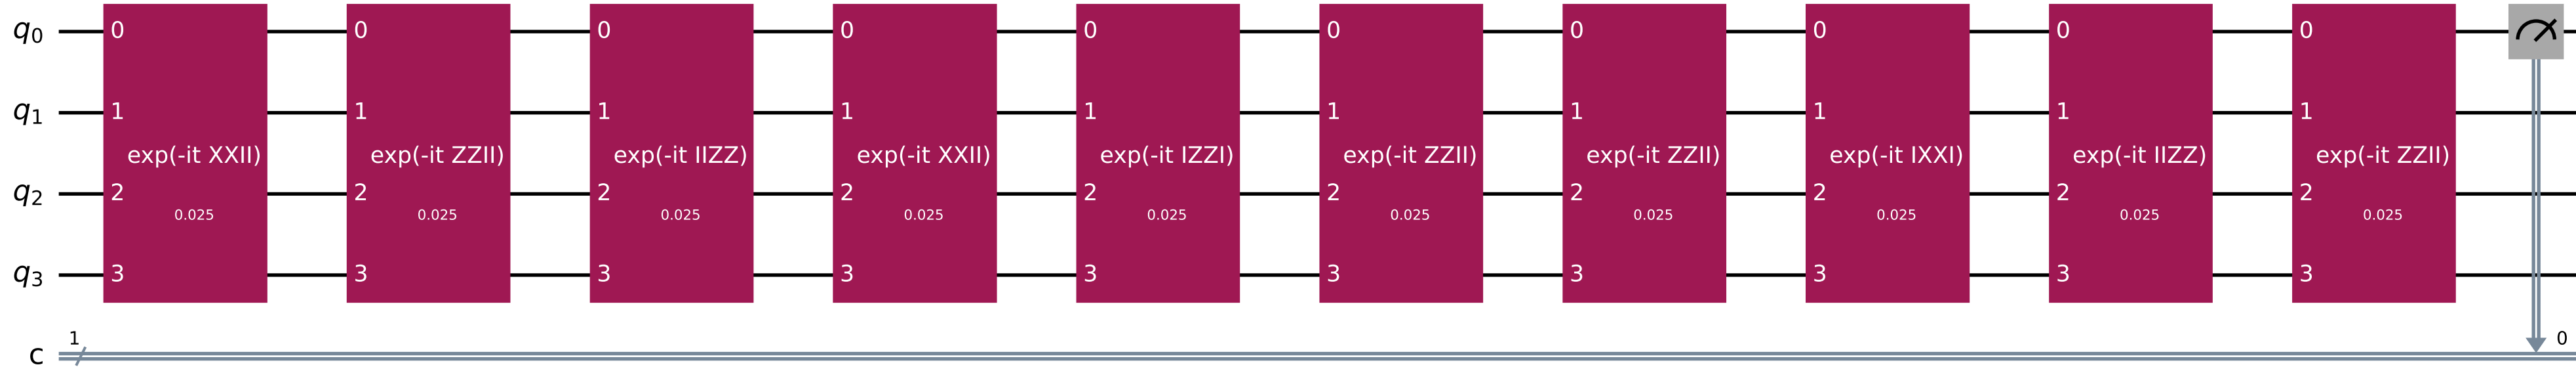 q0 0 0 0 0 0 0 0 0 0 0
q1 1 1 1 1 1 1 1 1 1 1
exp(-it XXII) exp(-it ZZII) exp(-it IIZZ) exp(-it XXII) exp(-it IZZI) exp(-it ZZII) exp(-it ZZII) exp(-it IXXI) exp(-it IIZZ) exp(-it ZZII)
q2 2 2 2 2 2 2 2 2 2 2
0.025 0.025 0.025 0.025 0.025 0.025 0.025 0.025 0.025 0.025
q3 3 3 3 3 3 3 3 3 3 3
1 0
c